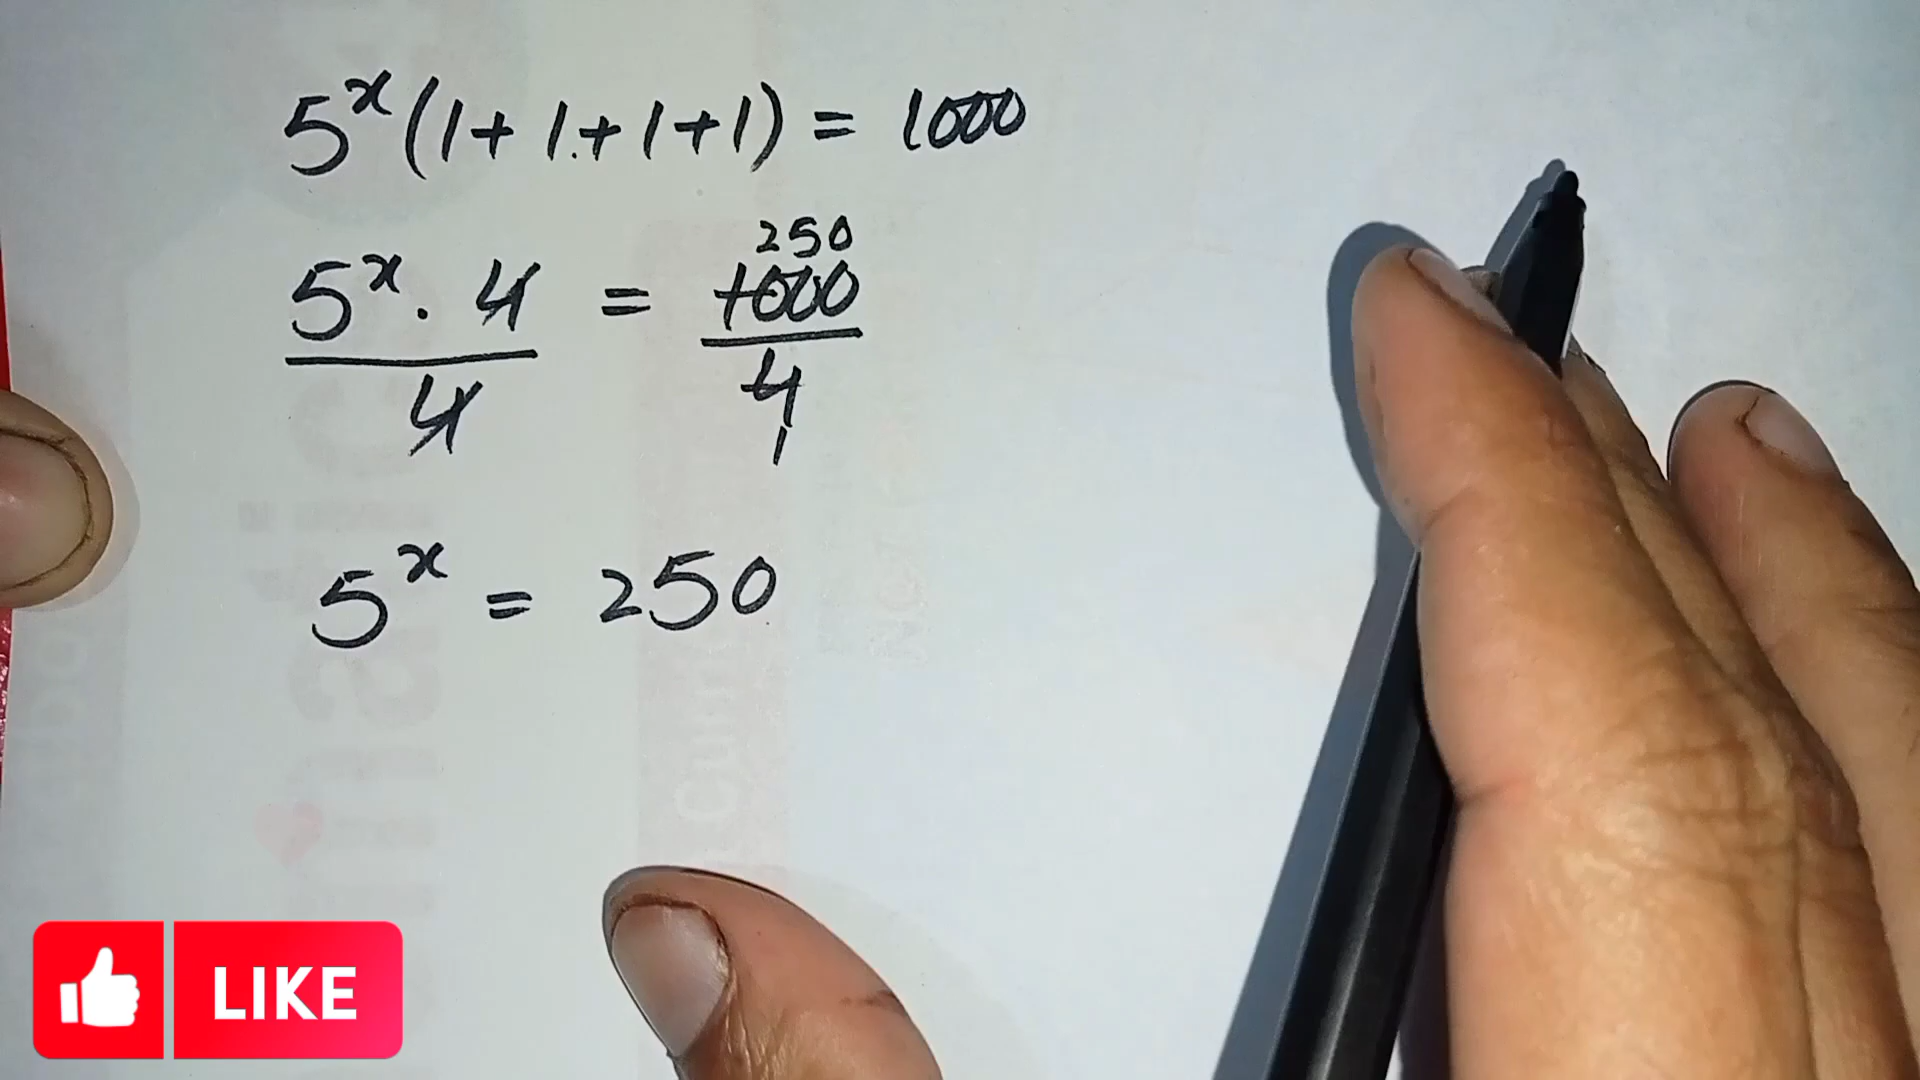 5^x(1+1+1+1) = 1000
250
5^x · 4 = 1000
4 4
1
5^x = 250
LIKE